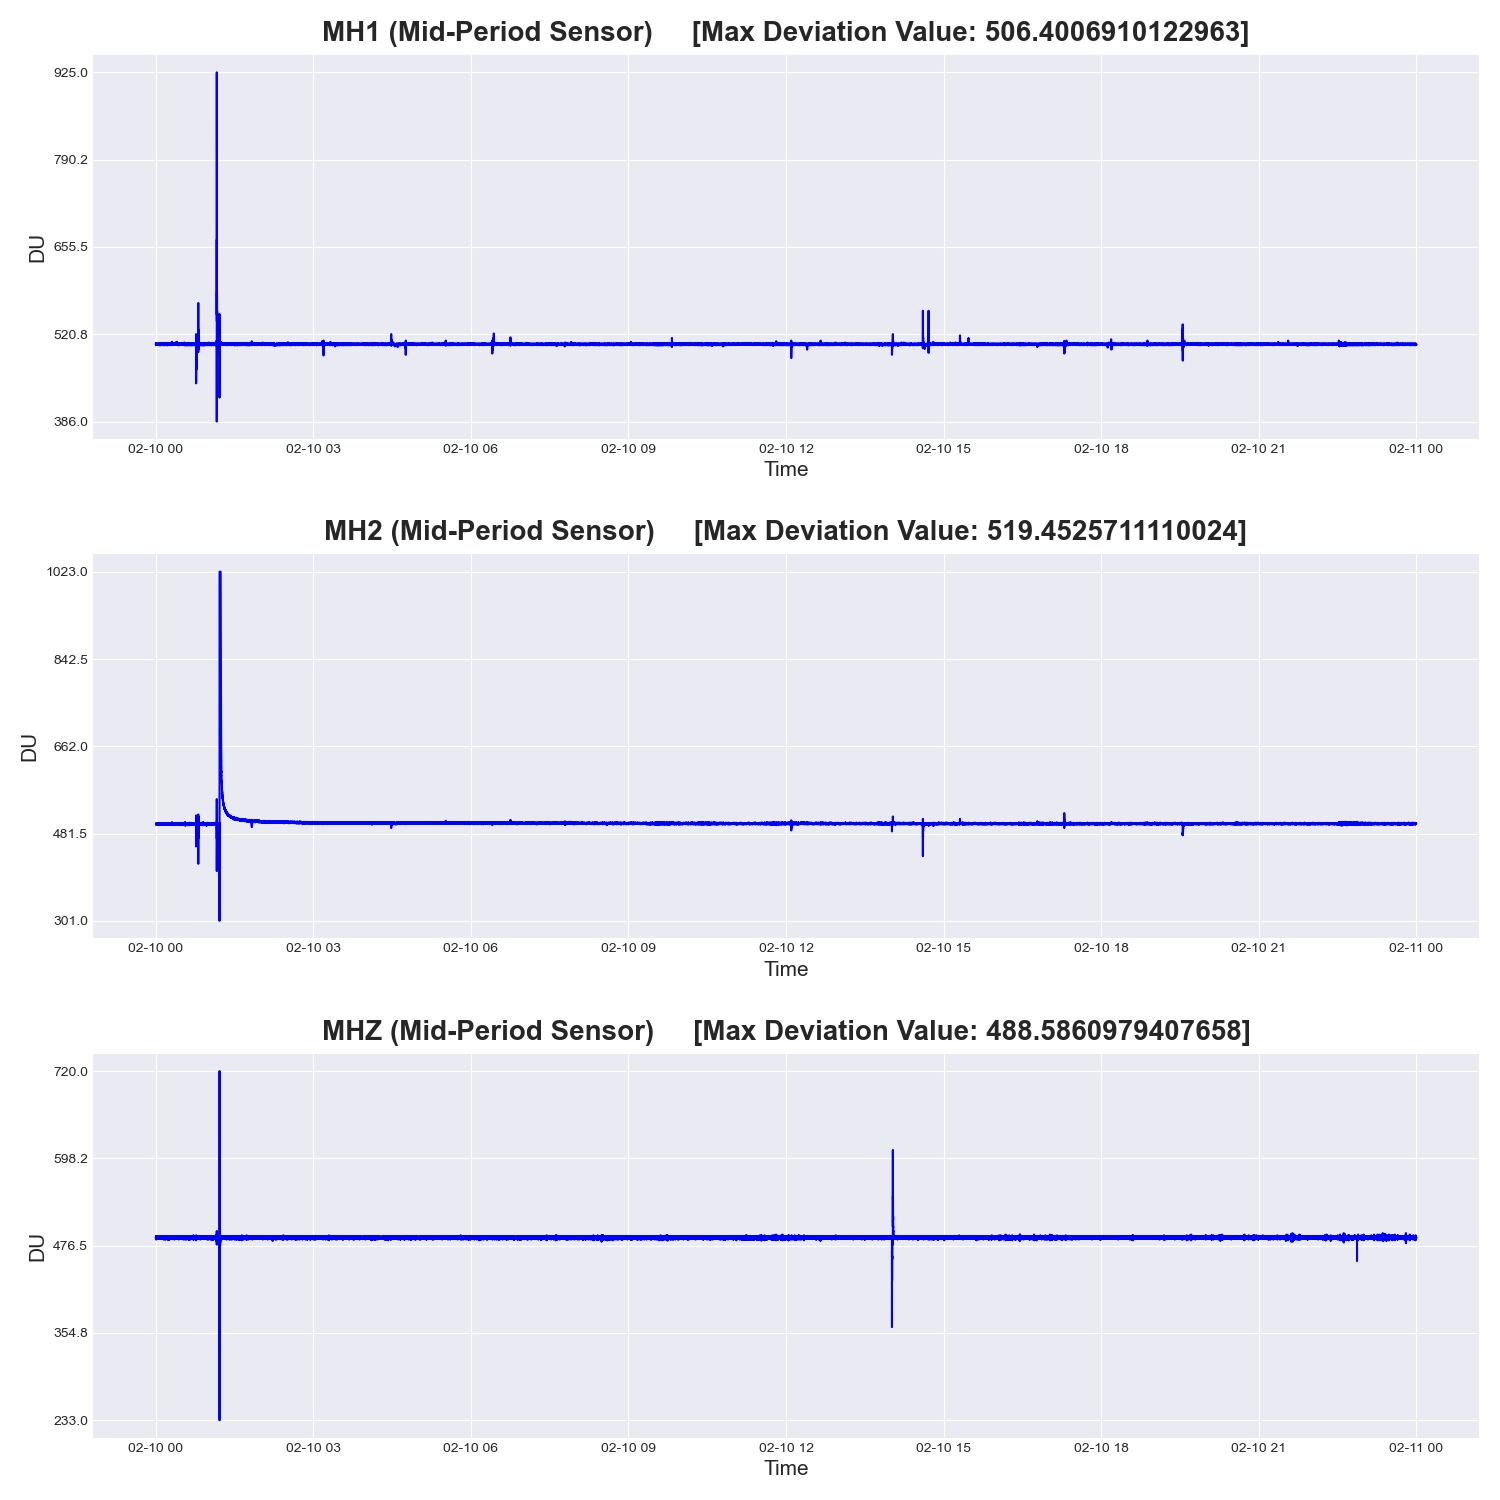 MH1 (Mid-Period Sensor) [Max Deviation Value: 506.4006910122963]
925.0
790.2
655.5
520.8
386.0
DU
02-10 00 02-10 03 02-10 06 02-10 09 02-10 12 02-10 15 02-10 18 02-10 21 02-11 00
Time
MH2 (Mid-Period Sensor) [Max Deviation Value: 519.4525711110024]
1023.0
842.5
662.0
481.5
301.0
DU
02-10 00 02-10 03 02-10 06 02-10 09 02-10 12 02-10 15 02-10 18 02-10 21 02-11 00
Time
MHZ (Mid-Period Sensor) [Max Deviation Value: 488.5860979407658]
720.0
598.2
476.5
354.8
233.0
DU
02-10 00 02-10 03 02-10 06 02-10 09 02-10 12 02-10 15 02-10 18 02-10 21 02-11 00
Time